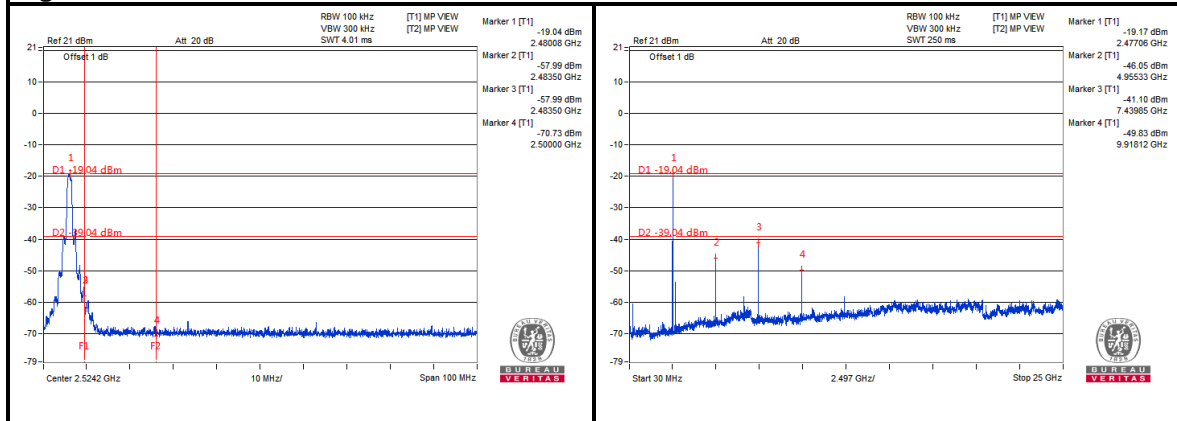 RBW 100 kHz [T1] MP VIEW
VBW 300 kHz [T2] MP VIEW
Ref 21 dBm Att 20 dB SWT 4.01 ms
Offset 1 dB
21
10
0
-10
-20
-30
-40
-50
-60
-70
-79
1
D1 -19.04 dBm
D2 -39.04 dBm
4
F1
F2
Center 2.5242 GHz 10 MHz/ Span 100 MHz
Marker 1 [T1]
-19.04 dBm
2.48008 GHz
Marker 2 [T1]
-57.99 dBm
2.48350 GHz
Marker 3 [T1]
-57.99 dBm
2.48350 GHz
Marker 4 [T1]
-70.73 dBm
2.50000 GHz
BUREAU VERITAS
1828
BUREAU
VERITAS
RBW 100 kHz [T1] MP VIEW
VBW 300 kHz [T2] MP VIEW
Ref 21 dBm Att 20 dB SWT 250 ms
Offset 1 dB
21
10
0
-10
-20
-30
-40
-50
-60
-70
-79
1
D1 -19.04 dBm
D2 -39.04 dBm
2
3
4
Start 30 MHz 2.497 GHz/ Stop 25 GHz
Marker 1 [T1]
-19.17 dBm
2.47706 GHz
Marker 2 [T1]
-46.05 dBm
4.95533 GHz
Marker 3 [T1]
-41.10 dBm
7.43985 GHz
Marker 4 [T1]
-49.83 dBm
9.91812 GHz
BUREAU VERITAS
1828
BUREAU
VERITAS